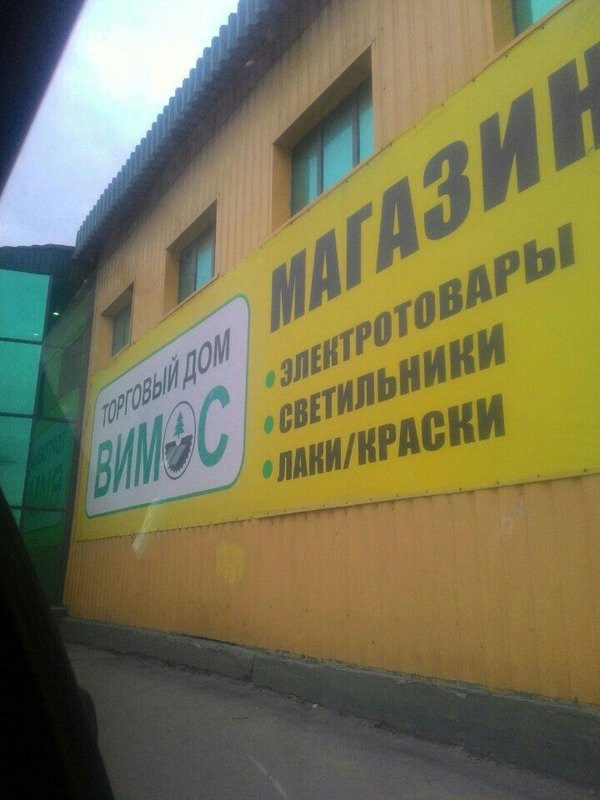 МАГАЗИН
ТОРГОВЫЙ ДОМ
ВИМОС
ЭЛЕКТРОТОВАРЫ
СВЕТИЛЬНИКИ
ЛАКИ/КРАСКИ